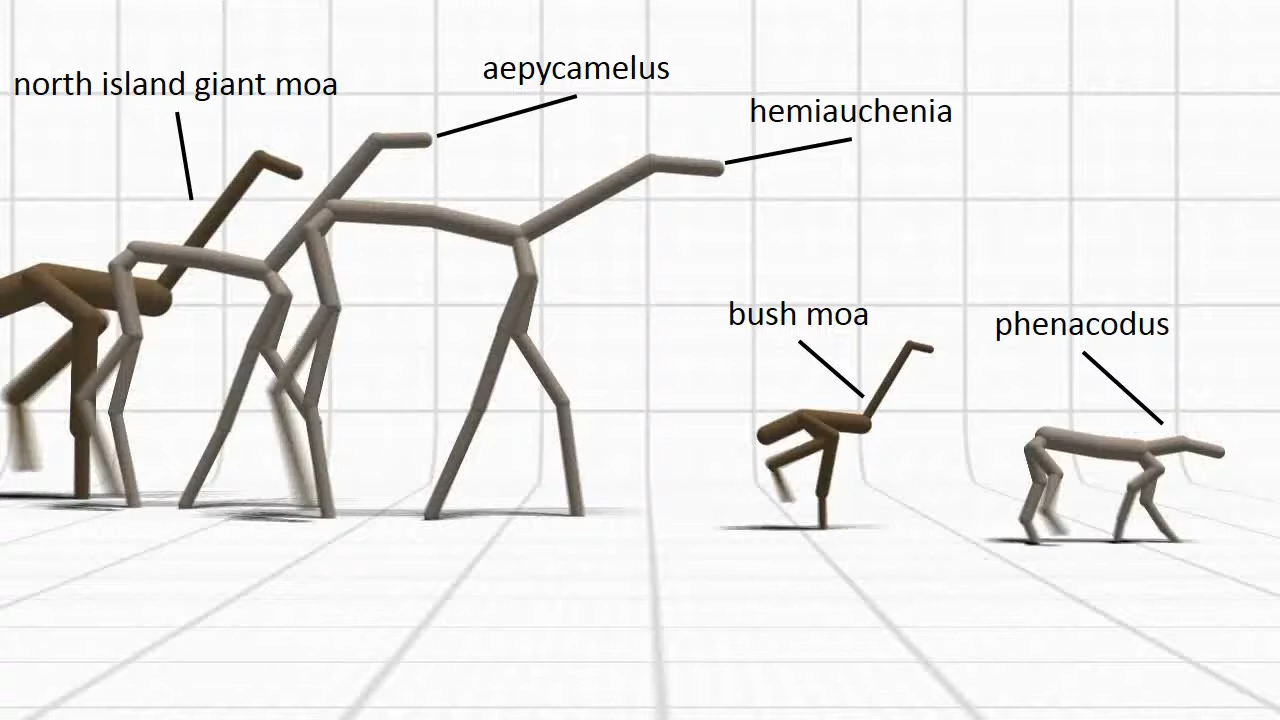 north island giant moa
aepycamelus
hemiauchenia
bush moa
phenacodus